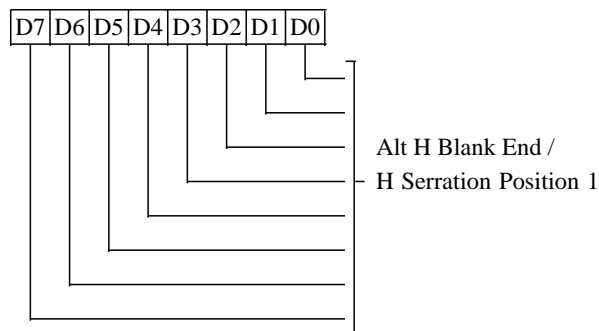 D7 D6 D5 D4 D3 D2 D1 D0
Alt H Blank End /
H Serration Position 1